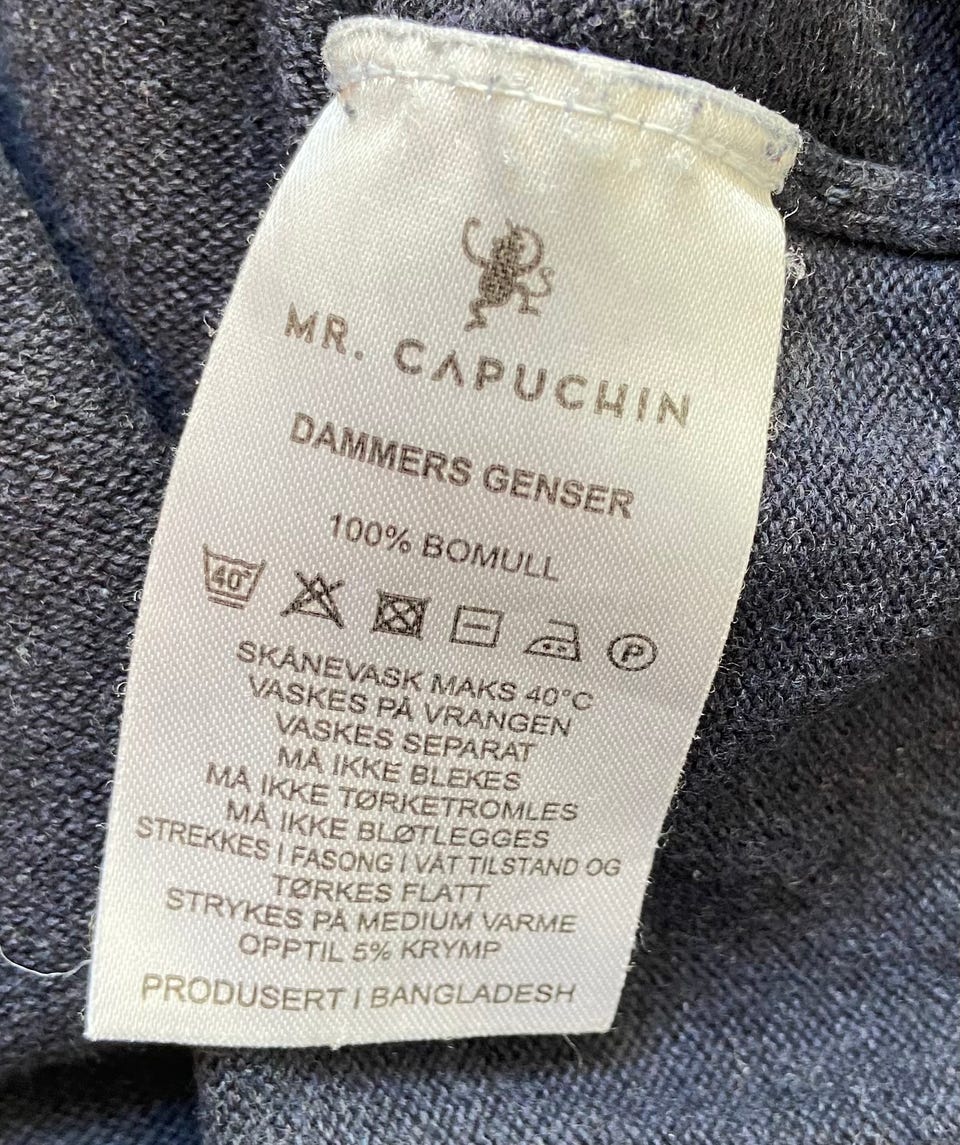 MR. CAPUCHIN
DAMMERS GENSER
100% BOMULL
40°
P
SKÅNEVASK MAKS 40°C
VASKES PÅ VRANGEN
VASKES SEPARAT
MÅ IKKE BLEKES
MÅ IKKE TØRKETROMLES
MÅ IKKE BLØTLEGGES
STREKKES I FASONG I VÅT TILSTAND OG
TØRKES FLATT
STRYKES PÅ MEDIUM VARME
OPPTIL 5% KRYMP
PRODUSERT I BANGLADESH